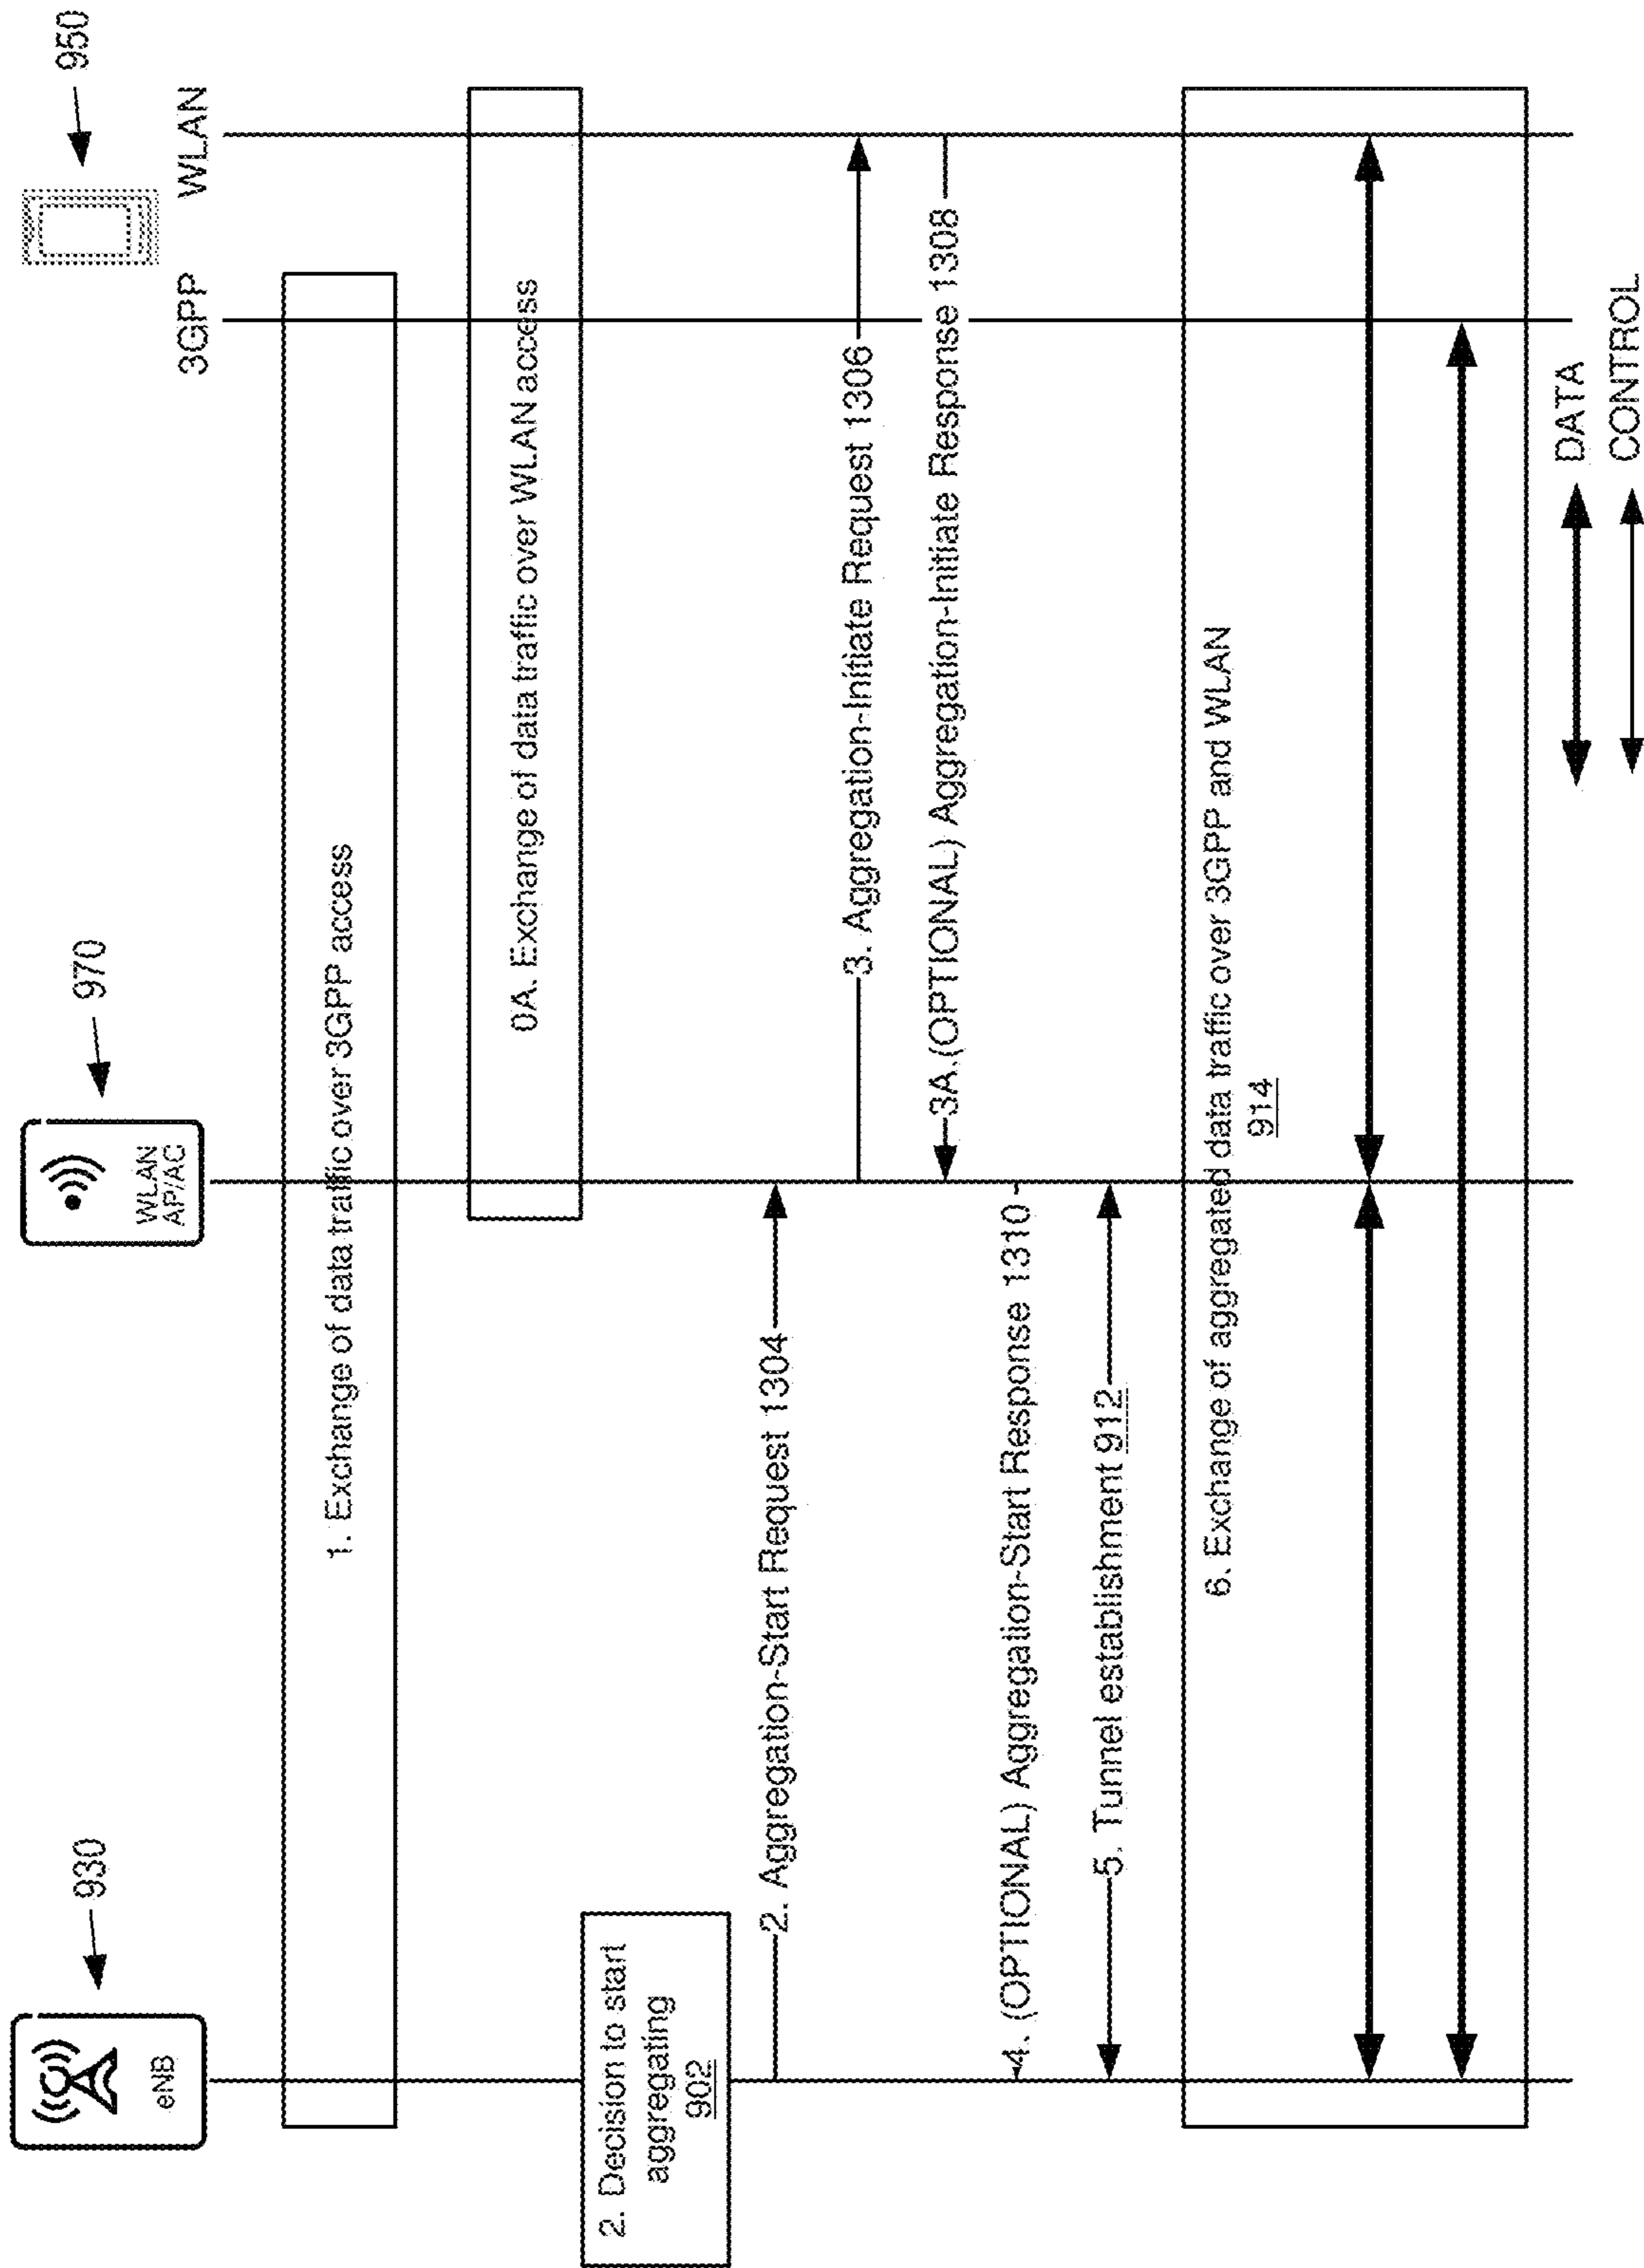 930
970
950
eNB
WLAN
AP/AC
3GPP
WLAN
1. Exchange of data traffic over 3GPP access
0A. Exchange of data traffic over WLAN access
2. Decision to start
aggregating
902
2. Aggregation-Start Request 1304
3. Aggregation-Initiate Request 1306
3A.(OPTIONAL) Aggregation-Initiate Response 1308
4. (OPTIONAL) Aggregation-Start Response 1310
5. Tunnel establishment 912
6. Exchange of aggregated data traffic over 3GPP and WLAN
914
DATA
CONTROL